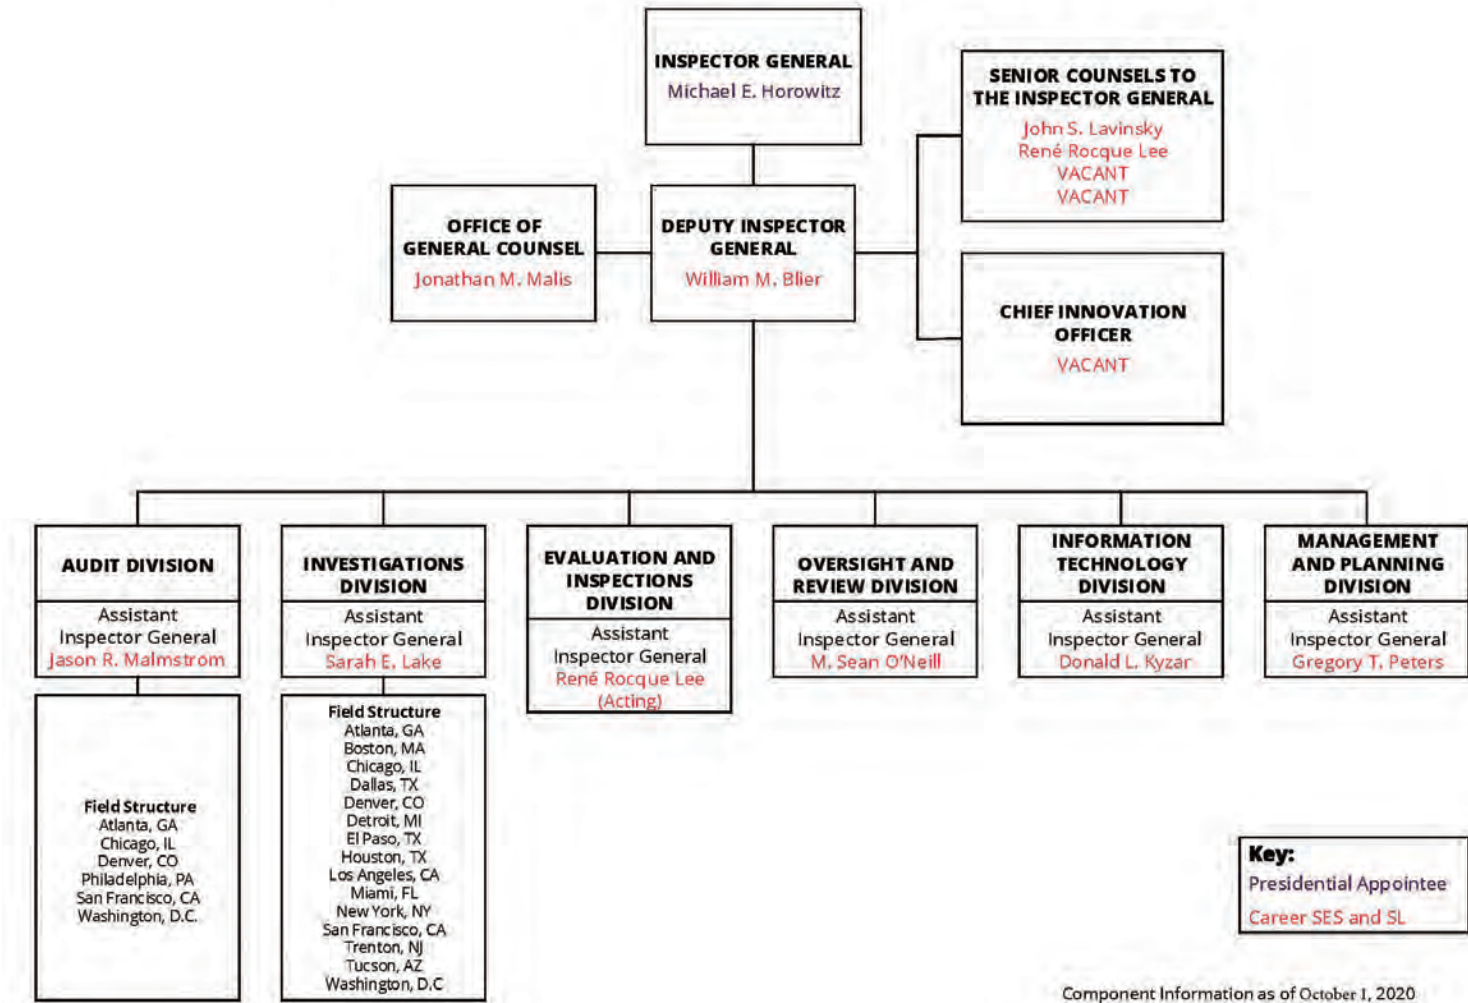 INSPECTOR GENERAL
Michael E. Horowitz
SENIOR COUNSELS TO
THE INSPECTOR GENERAL
John S. Lavinsky
René Rocque Lee
VACANT
VACANT
OFFICE OF
GENERAL COUNSEL
Jonathan M. Malis
DEPUTY INSPECTOR
GENERAL
William M. Blier
CHIEF INNOVATION
OFFICER
VACANT
AUDIT DIVISION
Assistant
Inspector General
Jason R. Malmstrom
Field Structure
Atlanta, GA
Chicago, IL
Denver, CO
Philadelphia, PA
San Francisco, CA
Washington, D.C.
INVESTIGATIONS
DIVISION
Assistant
Inspector General
Sarah E. Lake
Field Structure
Atlanta, GA
Boston, MA
Chicago, IL
Dallas, TX
Denver, CO
Detroit, MI
El Paso, TX
Houston, TX
Los Angeles, CA
Miami, FL
New York, NY
San Francisco, CA
Trenton, NJ
Tucson, AZ
Washington, D.C
EVALUATION AND
INSPECTIONS
DIVISION
Assistant
Inspector General
René Rocque Lee
(Acting)
OVERSIGHT AND
REVIEW DIVISION
Assistant
Inspector General
M. Sean O'Neill
INFORMATION
TECHNOLOGY
DIVISION
Assistant
Inspector General
Donald L. Kyzar
MANAGEMENT
AND PLANNING
DIVISION
Assistant
Inspector General
Gregory T. Peters
Key:
Presidential Appointee
Career SES and SL
Component Information as of October 1, 2020